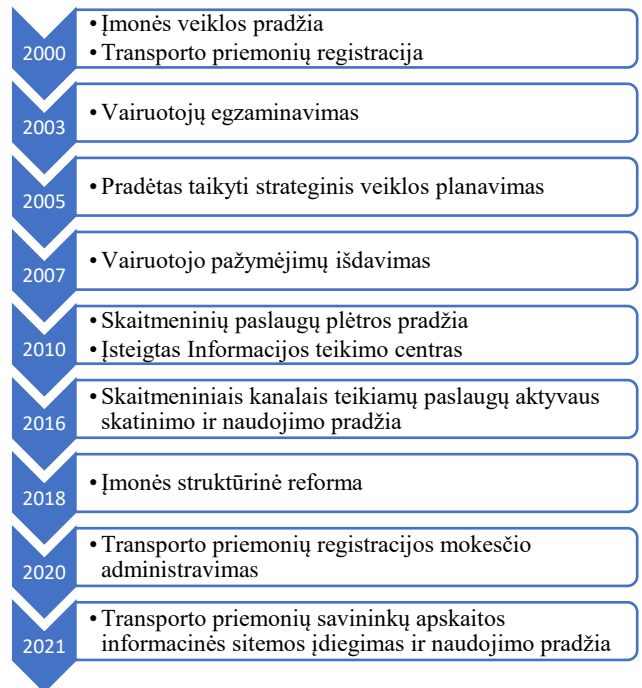 2000
• Įmonės veiklos pradžia
• Transporto priemonių registracija
2003
• Vairuotojų egzaminavimas
2005
• Pradėtas taikyti strateginis veiklos planavimas
2007
• Vairuotojo pažymėjimų išdavimas
2010
• Skaitmeninių paslaugų plėtros pradžia
• Įsteigtas Informacijos teikimo centras
2016
• Skaitmeniniais kanalais teikiamų paslaugų aktyvaus
skatinimo ir naudojimo pradžia
2018
• Įmonės struktūrinė reforma
2020
• Transporto priemonių registracijos mokesčio
administravimas
2021
• Transporto priemonių savininkų apskaitos
informacinės sitemos įdiegimas ir naudojimo pradžia